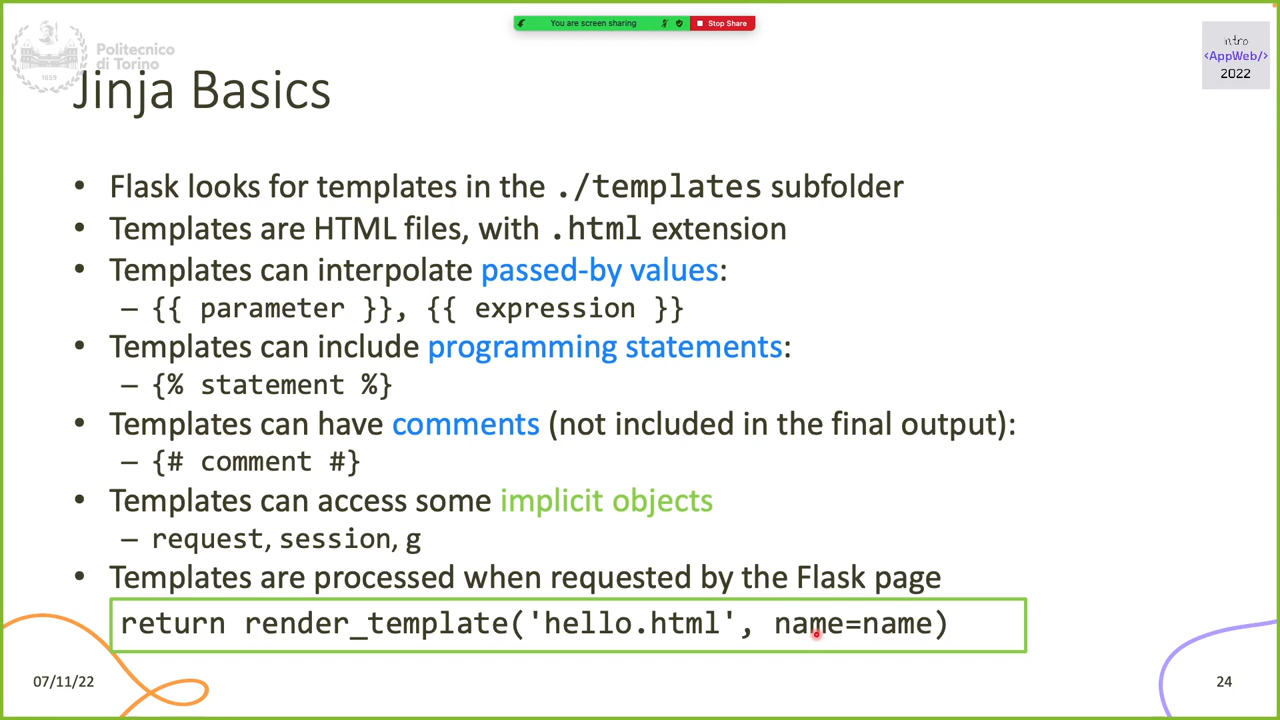 You are screen sharing
Stop Share
Politecnico
di Torino
1859
intro
<AppWeb/>
2022
Jinja Basics
• Flask looks for templates in the ./templates subfolder
• Templates are HTML files, with .html extension
• Templates can interpolate passed-by values:
– {{ parameter }}, {{ expression }}
• Templates can include programming statements:
– {% statement %}
• Templates can have comments (not included in the final output):
– {# comment #}
• Templates can access some implicit objects
– request, session, g
• Templates are processed when requested by the Flask page
return render_template('hello.html', name=name)
07/11/22
24